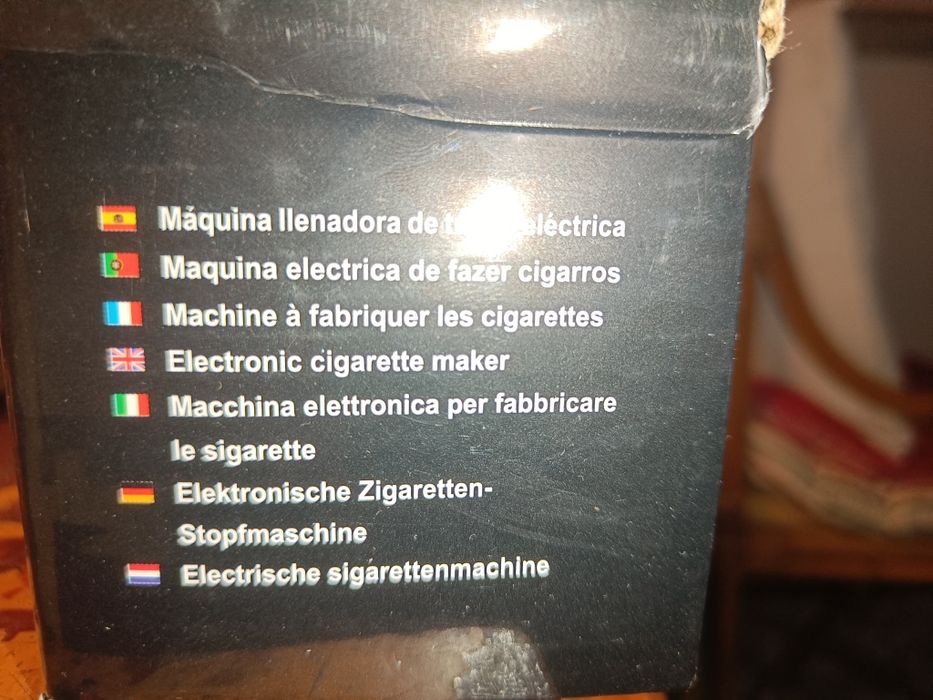 Máquina llenadora de eléctrica
Maquina electrica de fazer cigarros
Machine à fabriquer les cigarettes
Electronic cigarette maker
Macchina elettronica per fabbricare
le sigarette
Elektronische Zigaretten-
Stopfmaschine
Electrische sigarettenmachine